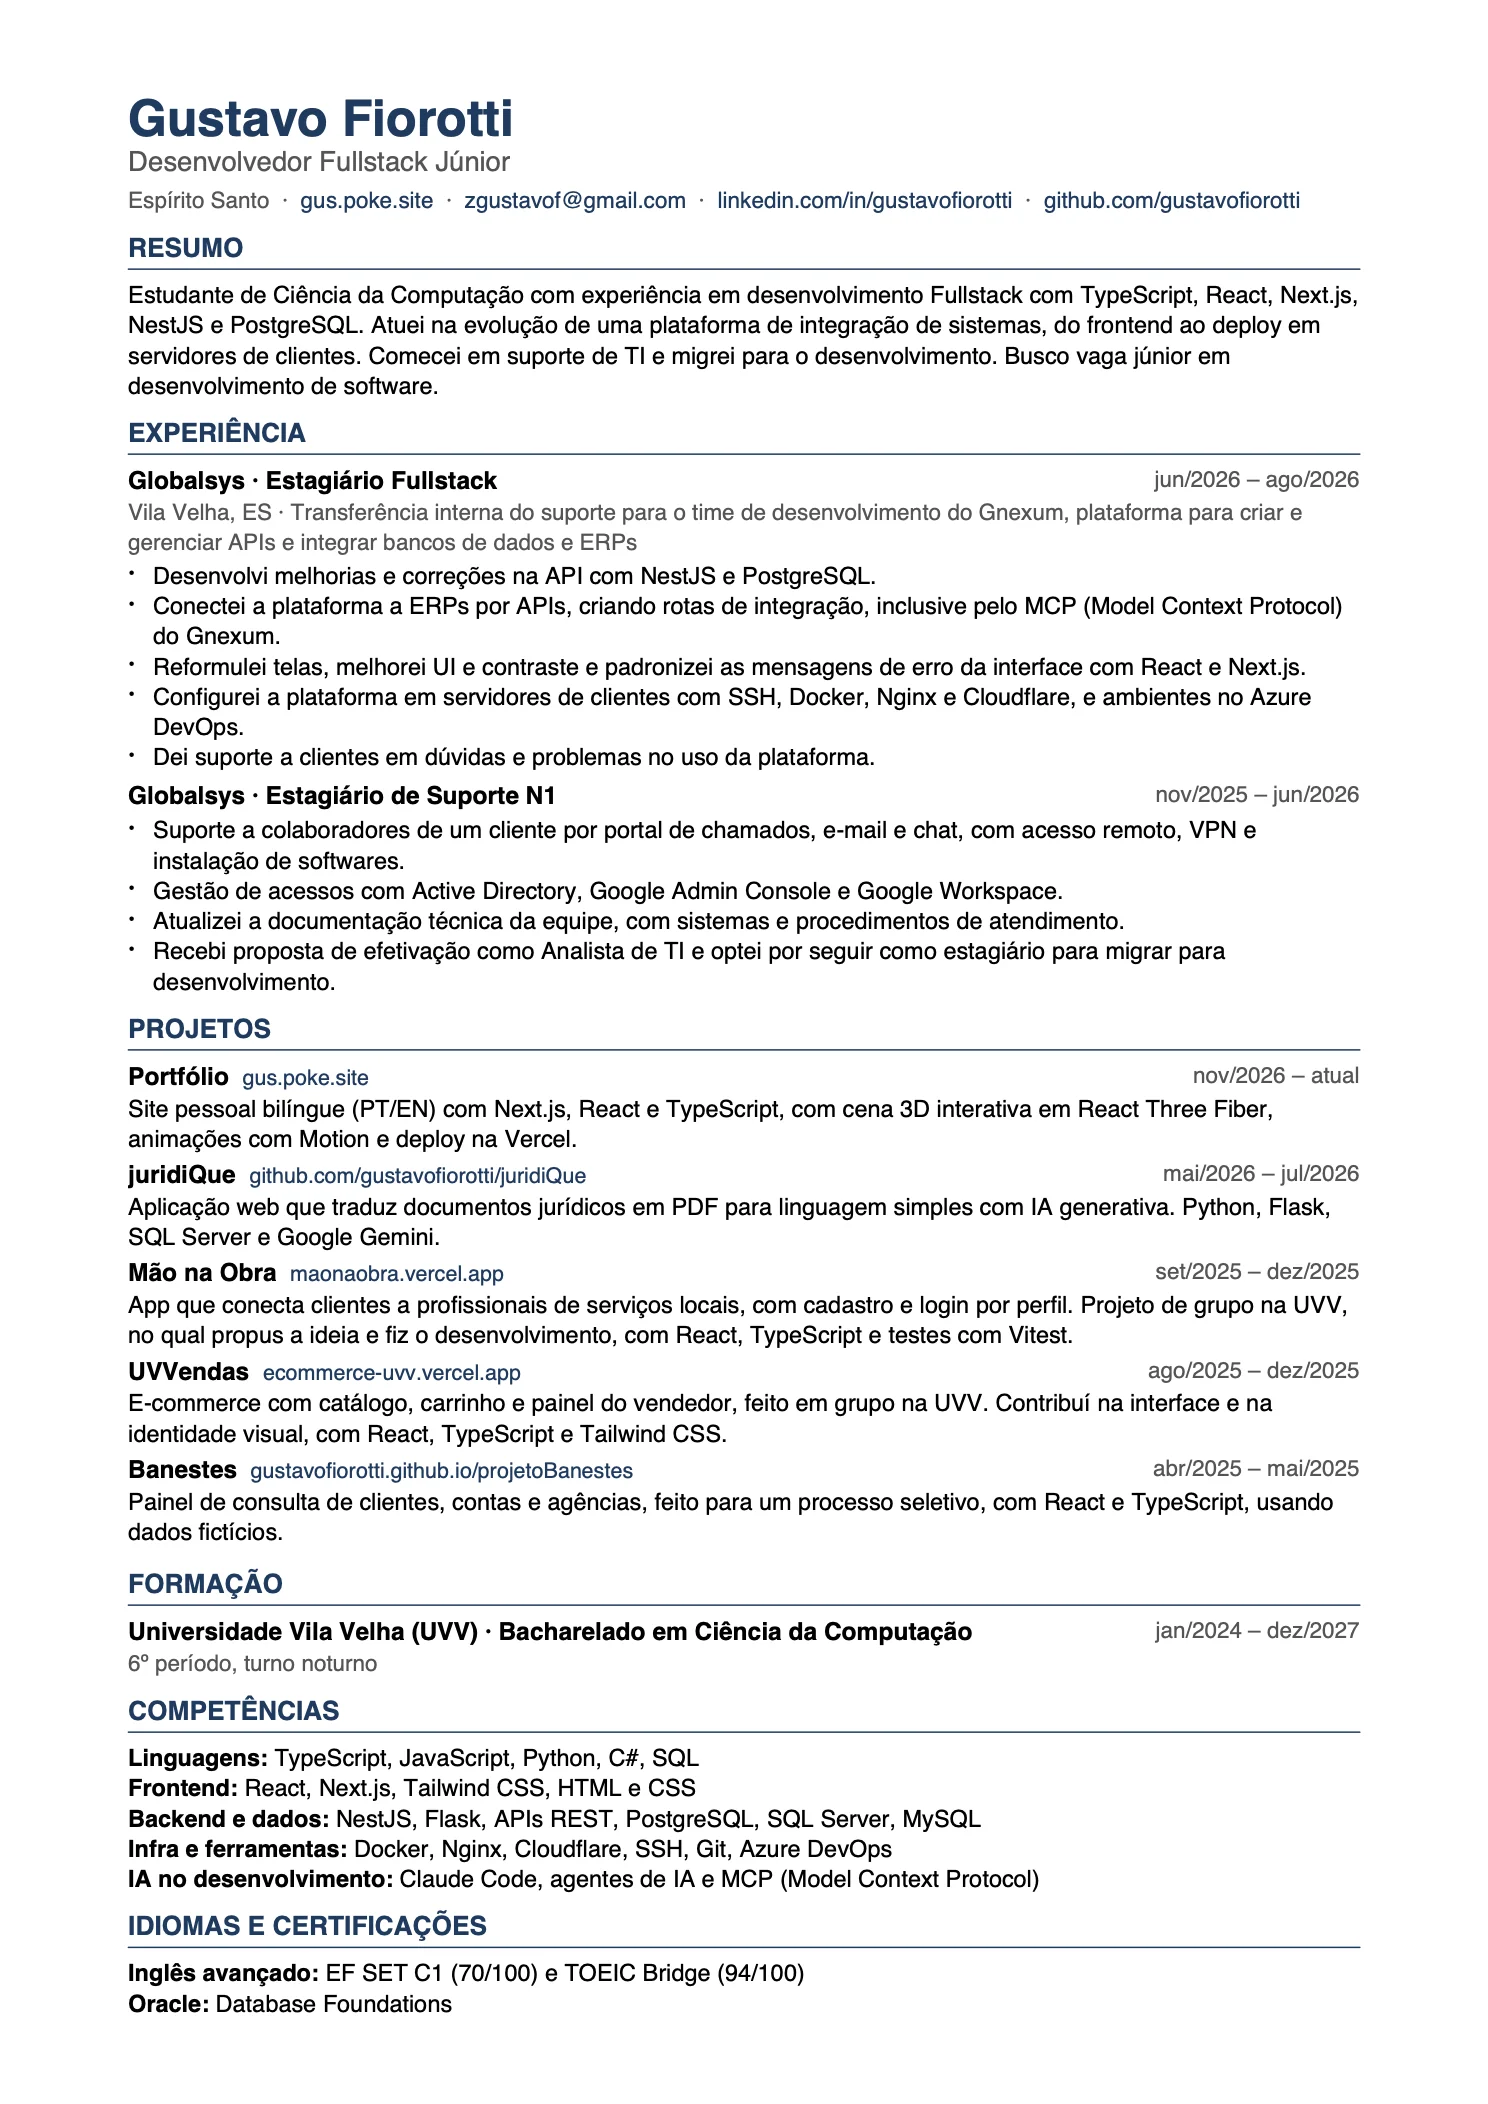 Gustavo Fiorotti
Desenvolvedor Fullstack Júnior
Espírito Santo · gus.poke.site · zgustavof@gmail.com · linkedin.com/in/gustavofiorotti · github.com/gustavofiorotti
RESUMO
Estudante de Ciência da Computação com experiência em desenvolvimento Fullstack com TypeScript, React, Next.js,
NestJS e PostgreSQL. Atuei na evolução de uma plataforma de integração de sistemas, do frontend ao deploy em
servidores de clientes. Comecei em suporte de TI e migrei para o desenvolvimento. Busco vaga júnior em
desenvolvimento de software.
EXPERIÊNCIA
Globalsys · Estagiário Fullstack jun/2026 – ago/2026
Vila Velha, ES · Transferência interna do suporte para o time de desenvolvimento do Gnexum, plataforma para criar e
gerenciar APIs e integrar bancos de dados e ERPs
· Desenvolvi melhorias e correções na API com NestJS e PostgreSQL.
· Conectei a plataforma a ERPs por APIs, criando rotas de integração, inclusive pelo MCP (Model Context Protocol)
do Gnexum.
· Reformulei telas, melhorei UI e contraste e padronizei as mensagens de erro da interface com React e Next.js.
· Configurei a plataforma em servidores de clientes com SSH, Docker, Nginx e Cloudflare, e ambientes no Azure
DevOps.
· Dei suporte a clientes em dúvidas e problemas no uso da plataforma.
Globalsys · Estagiário de Suporte N1 nov/2025 – jun/2026
· Suporte a colaboradores de um cliente por portal de chamados, e-mail e chat, com acesso remoto, VPN e
instalação de softwares.
· Gestão de acessos com Active Directory, Google Admin Console e Google Workspace.
· Atualizei a documentação técnica da equipe, com sistemas e procedimentos de atendimento.
· Recebi proposta de efetivação como Analista de TI e optei por seguir como estagiário para migrar para
desenvolvimento.
PROJETOS
Portfólio gus.poke.site nov/2026 – atual
Site pessoal bilíngue (PT/EN) com Next.js, React e TypeScript, com cena 3D interativa em React Three Fiber,
animações com Motion e deploy na Vercel.
juridiQue github.com/gustavofiorotti/juridiQue mai/2026 – jul/2026
Aplicação web que traduz documentos jurídicos em PDF para linguagem simples com IA generativa. Python, Flask,
SQL Server e Google Gemini.
Mão na Obra maonaobra.vercel.app set/2025 – dez/2025
App que conecta clientes a profissionais de serviços locais, com cadastro e login por perfil. Projeto de grupo na UVV,
no qual propus a ideia e fiz o desenvolvimento, com React, TypeScript e testes com Vitest.
UVVendas ecommerce-uvv.vercel.app ago/2025 – dez/2025
E-commerce com catálogo, carrinho e painel do vendedor, feito em grupo na UVV. Contribuí na interface e na
identidade visual, com React, TypeScript e Tailwind CSS.
Banestes gustavofiorotti.github.io/projetoBanestes abr/2025 – mai/2025
Painel de consulta de clientes, contas e agências, feito para um processo seletivo, com React e TypeScript, usando
dados fictícios.
FORMAÇÃO
Universidade Vila Velha (UVV) · Bacharelado em Ciência da Computação jan/2024 – dez/2027
6º período, turno noturno
COMPETÊNCIAS
Linguagens: TypeScript, JavaScript, Python, C#, SQL
Frontend: React, Next.js, Tailwind CSS, HTML e CSS
Backend e dados: NestJS, Flask, APIs REST, PostgreSQL, SQL Server, MySQL
Infra e ferramentas: Docker, Nginx, Cloudflare, SSH, Git, Azure DevOps
IA no desenvolvimento: Claude Code, agentes de IA e MCP (Model Context Protocol)
IDIOMAS E CERTIFICAÇÕES
Inglês avançado: EF SET C1 (70/100) e TOEIC Bridge (94/100)
Oracle: Database Foundations